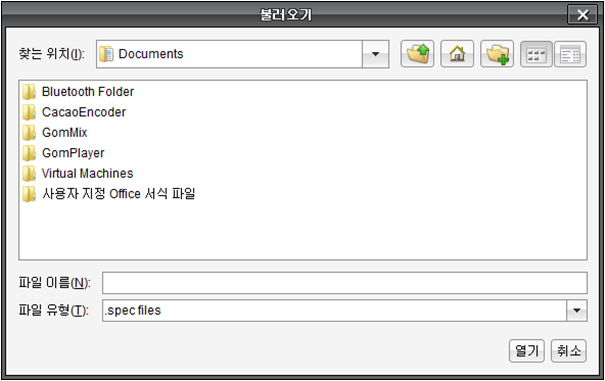 불러오기
찾는 위치(I): Documents
Bluetooth Folder
CacaoEncoder
GomMix
GomPlayer
Virtual Machines
사용자 지정 Office 서식 파일
파일 이름(N):
파일 유형(T): .spec files
열기 취소